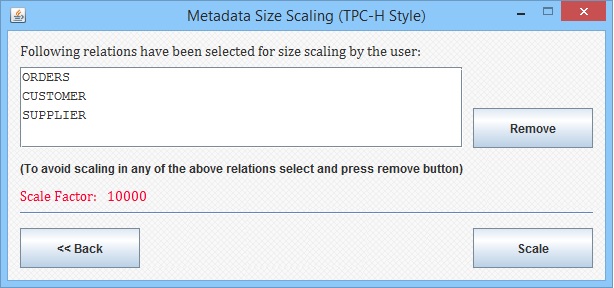 Metadata Size Scaling (TPC-H Style)
Following relations have been selected for size scaling by the user:
ORDERS
CUSTOMER
SUPPLIER
Remove
(To avoid scaling in any of the above relations select and press remove button)
Scale Factor: 10000
<< Back
Scale